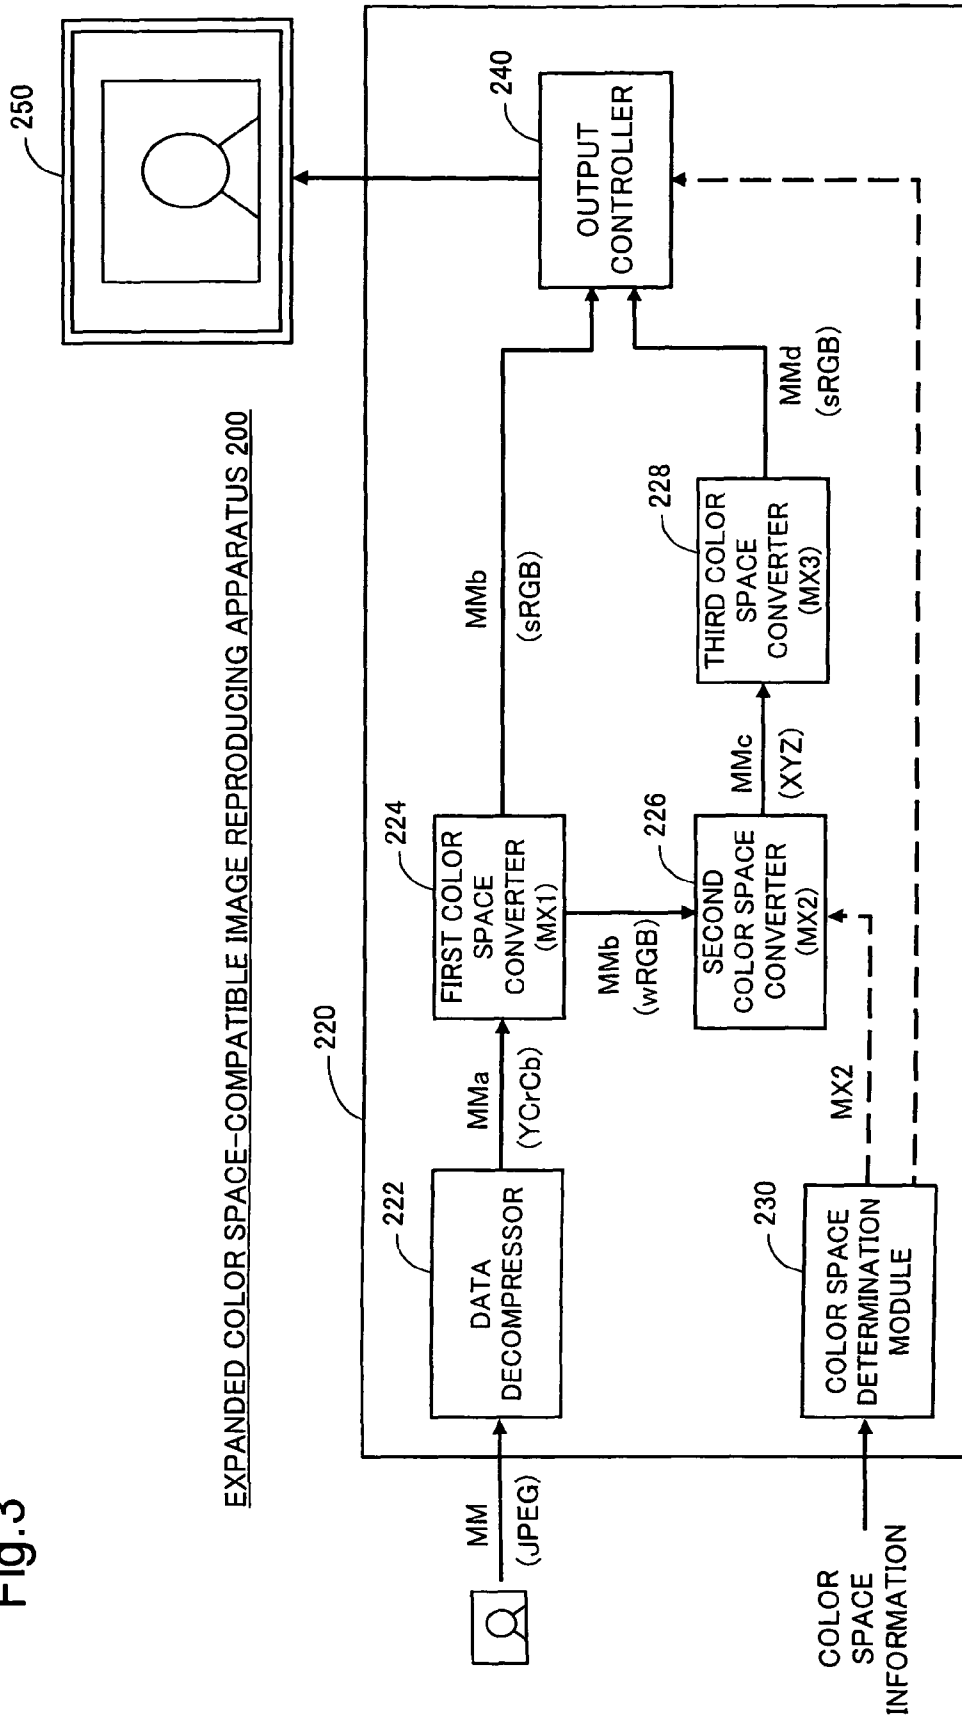 Fig.3
EXPANDED COLOR SPACE-COMPATIBLE IMAGE REPRODUCING APPARATUS 200
250
220
MM
(JPEG)
222
DATA
DECOMPRESSOR
MMa
(YCrCb)
224
FIRST COLOR
SPACE
CONVERTER
(MX1)
MMb
(sRGB)
240
OUTPUT
CONTROLLER
MMb
(wRGB)
226
SECOND
COLOR SPACE
CONVERTER
(MX2)
MMc
(XYZ)
228
THIRD COLOR
SPACE
CONVERTER
(MX3)
MMd
(sRGB)
COLOR
SPACE
INFORMATION
230
COLOR SPACE
DETERMINATION
MODULE
MX2